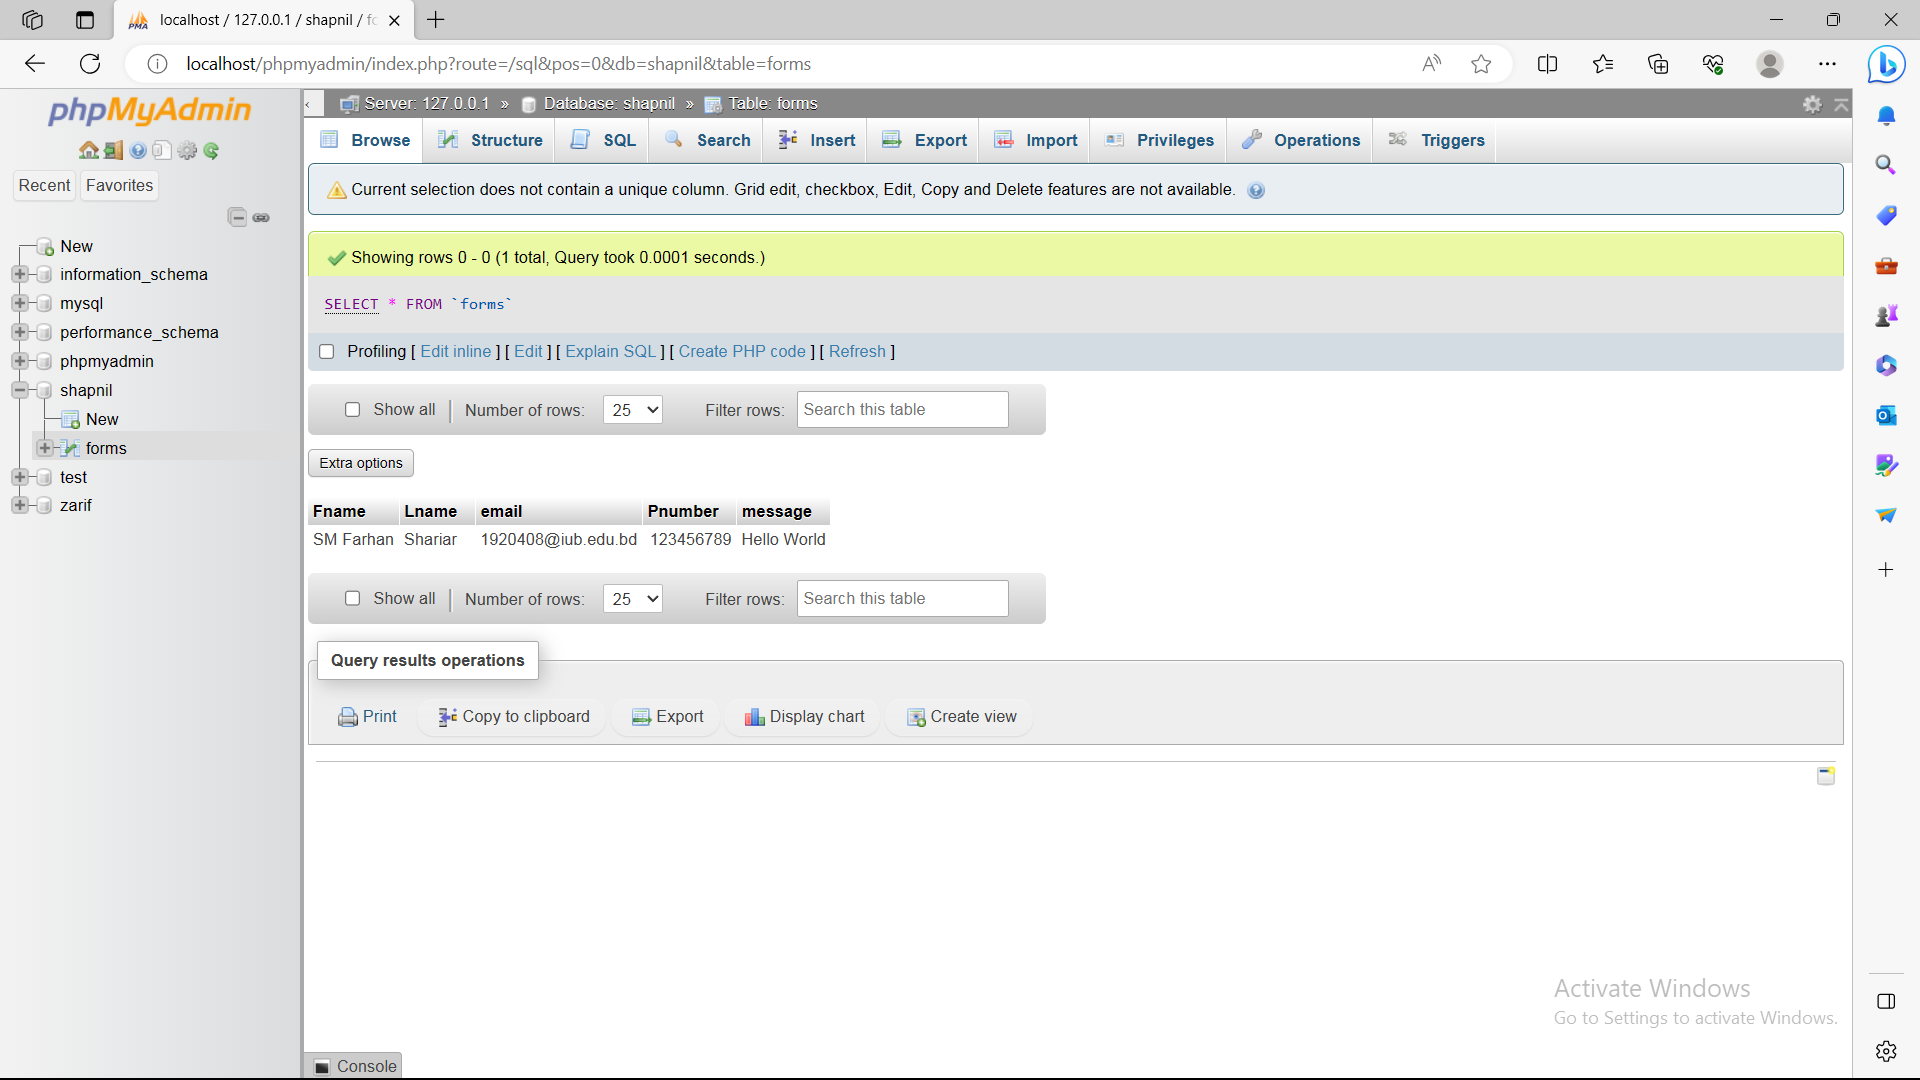 localhost / 127.0.0.1 / shapnil / fo
localhost/phpmyadmin/index.php?route=/sql&pos=0&db=shapnil&table=forms
phpMyAdmin
Recent Favorites
New
information_schema
mysql
performance_schema
phpmyadmin
shapnil
New
forms
test
zarif
Server: 127.0.0.1 » Database: shapnil » Table: forms
Browse Structure SQL Search Insert Export Import Privileges Operations Triggers
Current selection does not contain a unique column. Grid edit, checkbox, Edit, Copy and Delete features are not available.
Showing rows 0 - 0 (1 total, Query took 0.0001 seconds.)
SELECT * FROM `forms`
Profiling [ Edit inline ] [ Edit ] [ Explain SQL ] [ Create PHP code ] [ Refresh ]
Show all Number of rows: 25 Filter rows: Search this table
Extra options
Fname Lname email Pnumber message
SM Farhan Shariar 1920408@iub.edu.bd 123456789 Hello World
Show all Number of rows: 25 Filter rows: Search this table
Query results operations
Print Copy to clipboard Export Display chart Create view
Activate Windows
Go to Settings to activate Windows.
Console